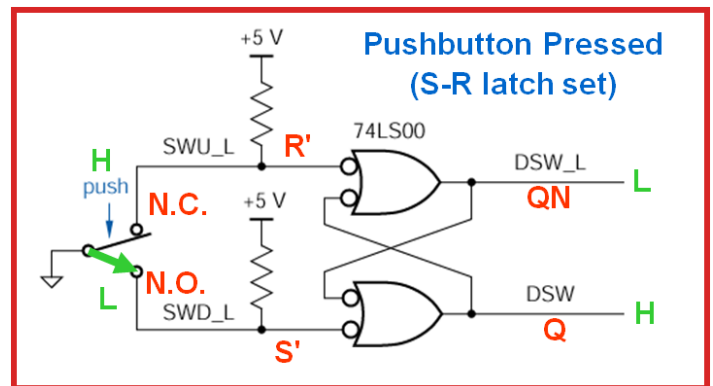 Pushbutton Pressed
(S-R latch set)
+5 V
74LS00
SWU_L
R'
DSW_L
H
push
N.C.
+5 V
QN
L
N.O.
L
SWD_L
S'
DSW
Q
H